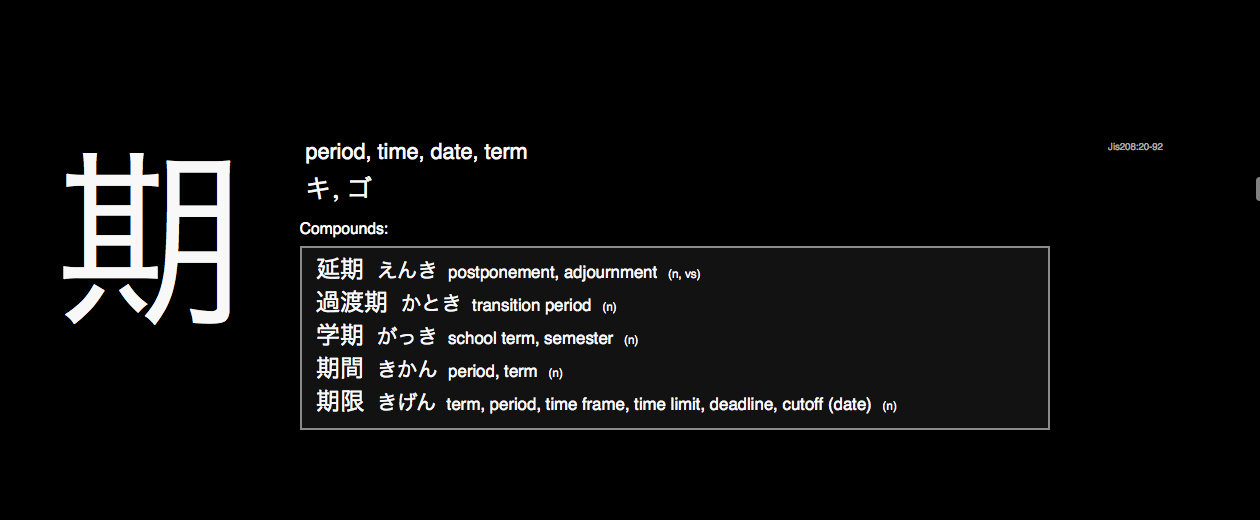 期
period, time, date, term
Jis208:20-92
キ, ゴ
Compounds:
延期 えんき postponement, adjournment (n, vs)
過渡期 かとき transition period (n)
学期 がっき school term, semester (n)
期間 きかん period, term (n)
期限 きげん term, period, time frame, time limit, deadline, cutoff (date) (n)